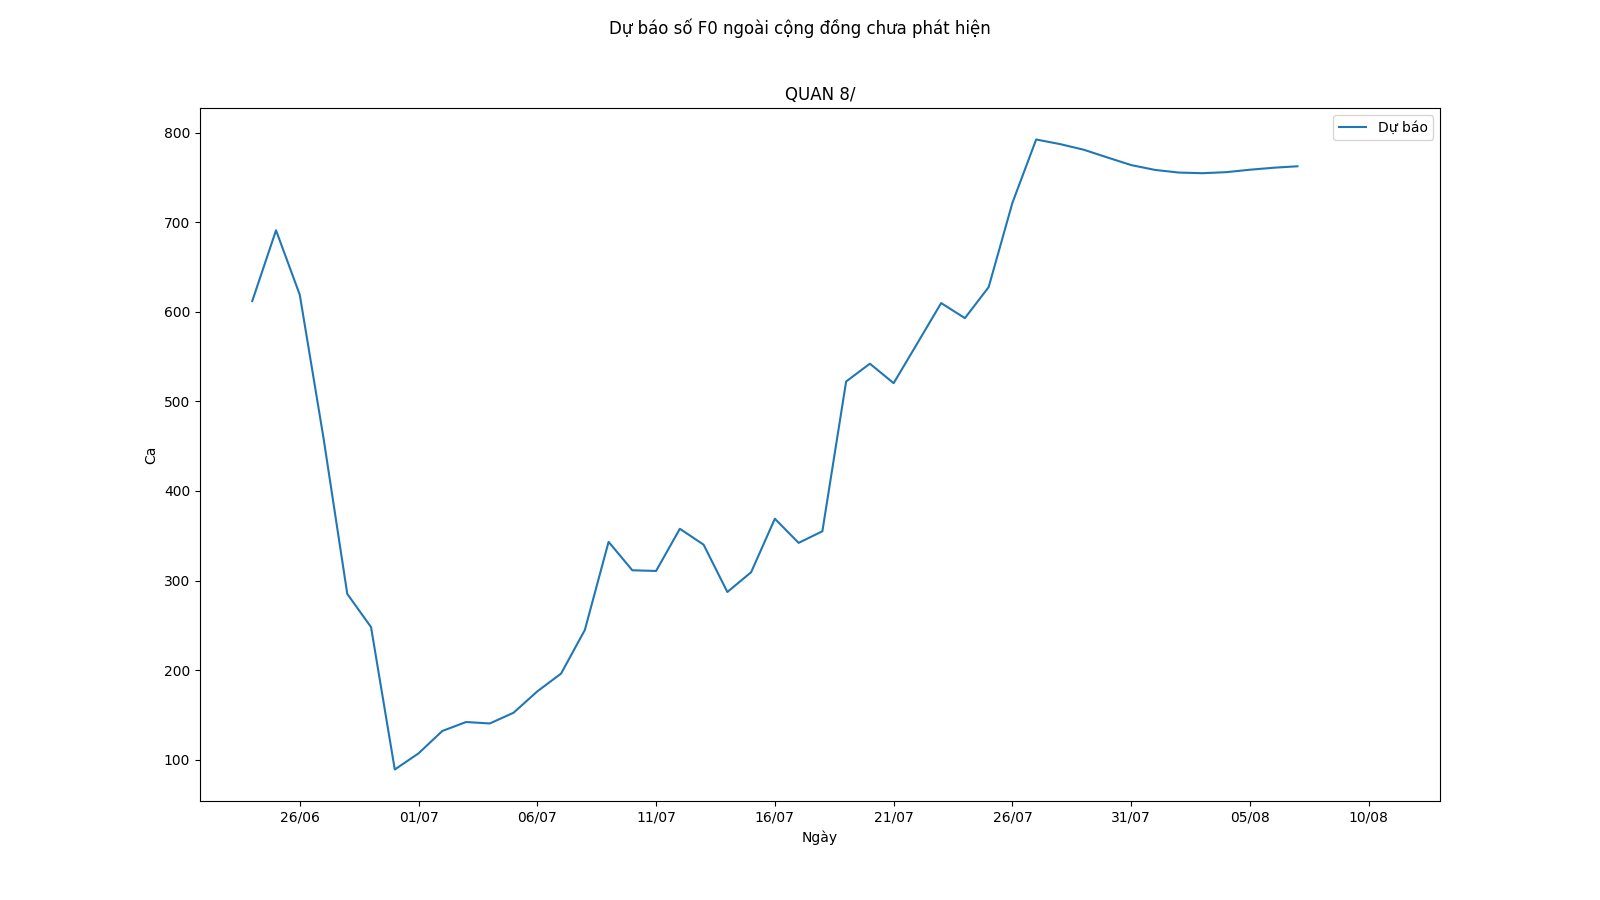 Dự báo số F0 ngoài cộng đồng chưa phát hiện
QUAN 8/
Dự báo
800
700
600
500
400
300
200
100
Ca
26/06 01/07 06/07 11/07 16/07 21/07 26/07 31/07 05/08 10/08
Ngày